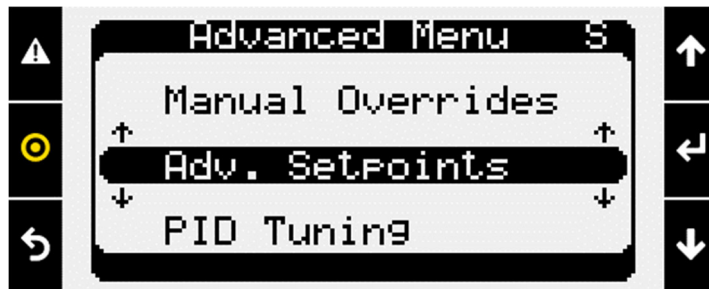 Advanced Menu S
Manual Overrides
Adv. Setpoints
PID Tuning